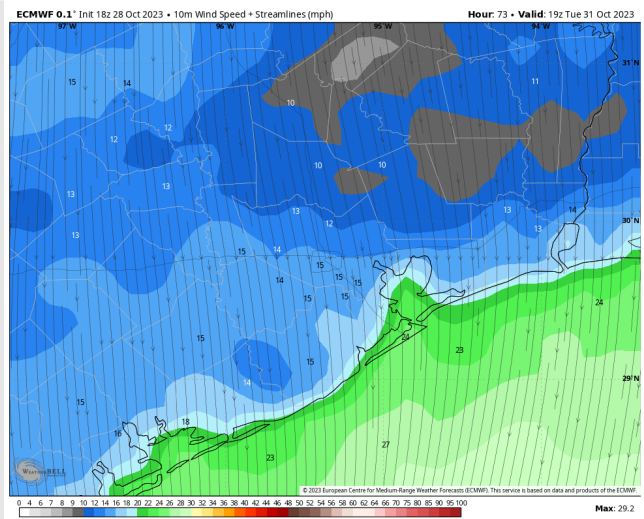 ECMWF 0.1° Init 18z 28 Oct 2023 • 10m Wind Speed + Streamlines (mph) Hour: 73 • Valid: 19z Tue 31 Oct 2023
97°W 96°W 95°W 94°W
31°N
15 14 11
10
12 12
10 10
13 13
13 12 13 14
30°N
13 13
15 14
15
14 15 15
15 15 24
15 24 23
15
14 29°N
15
18
16
27
23
WeatherBELL
© 2023 European Centre for Medium-Range Weather Forecasts (ECMWF). This service is based on data and products of the ECMWF.
0 4 6 7 8 9 10 12 14 16 18 20 22 24 26 28 30 32 34 36 38 40 42 44 46 48 50 52 54 56 58 60 62 64 66 70 75 80 85 90 95 100
Max: 29.2